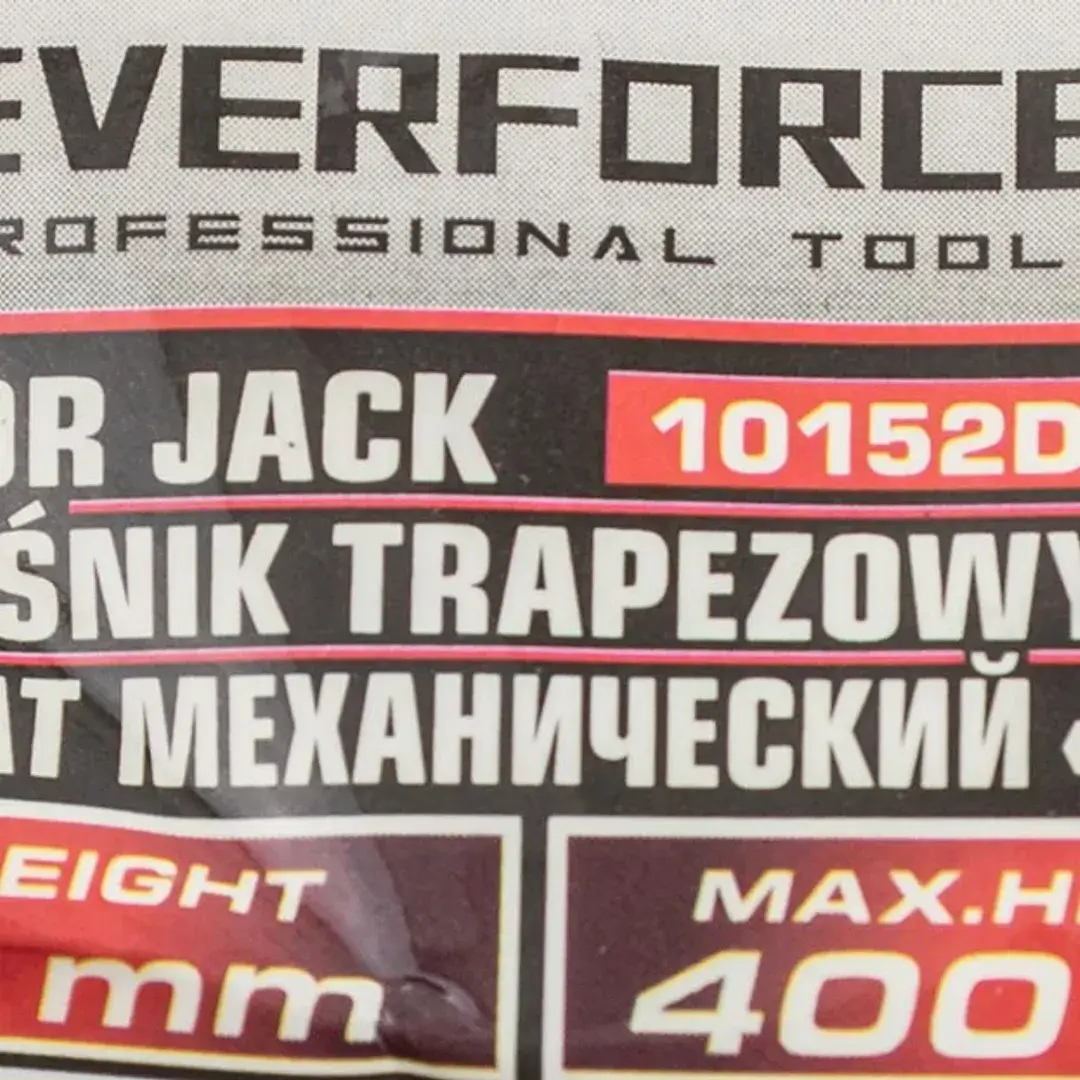 EVERFORCE
ROFESSIONAL TOOL
OR JACK 10152D
ŚNIK TRAPEZOWY
АТ МЕХАНИЧЕСКИЙ «
EIGHT MAX.H
mm 400